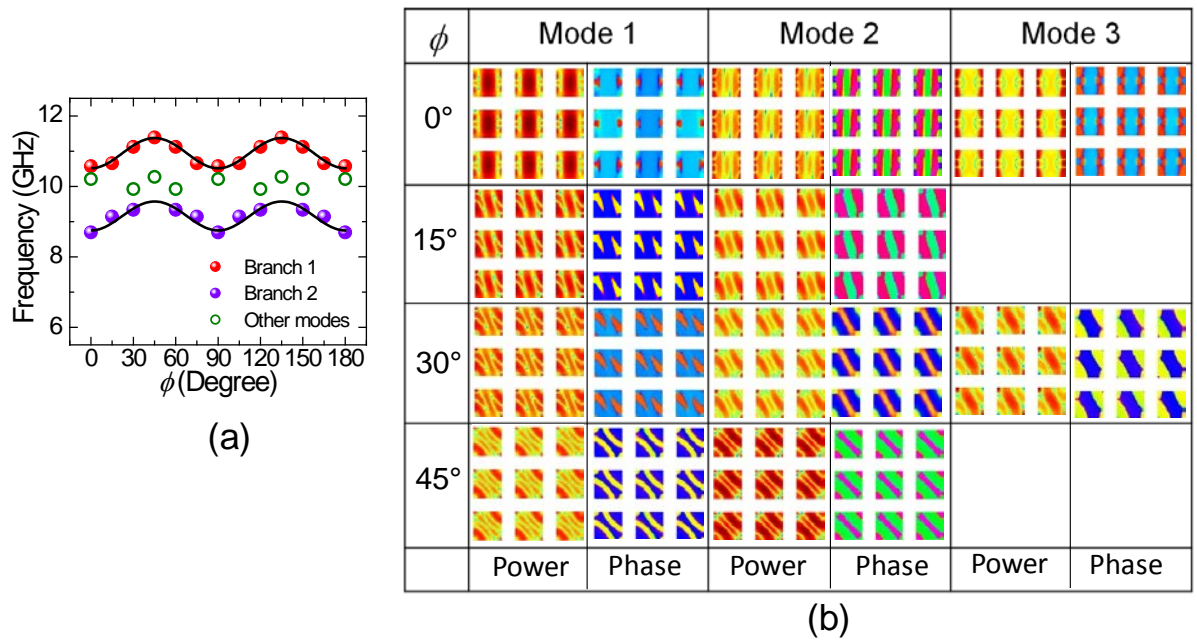 Frequency (GHz)
12
10
8
6
Branch 1
Branch 2
Other modes
0 30 60 90 120 150 180
ϕ (Degree)
(a)
ϕ Mode 1 Mode 2 Mode 3
0°
15°
30°
45°
Power Phase Power Phase Power Phase
(b)